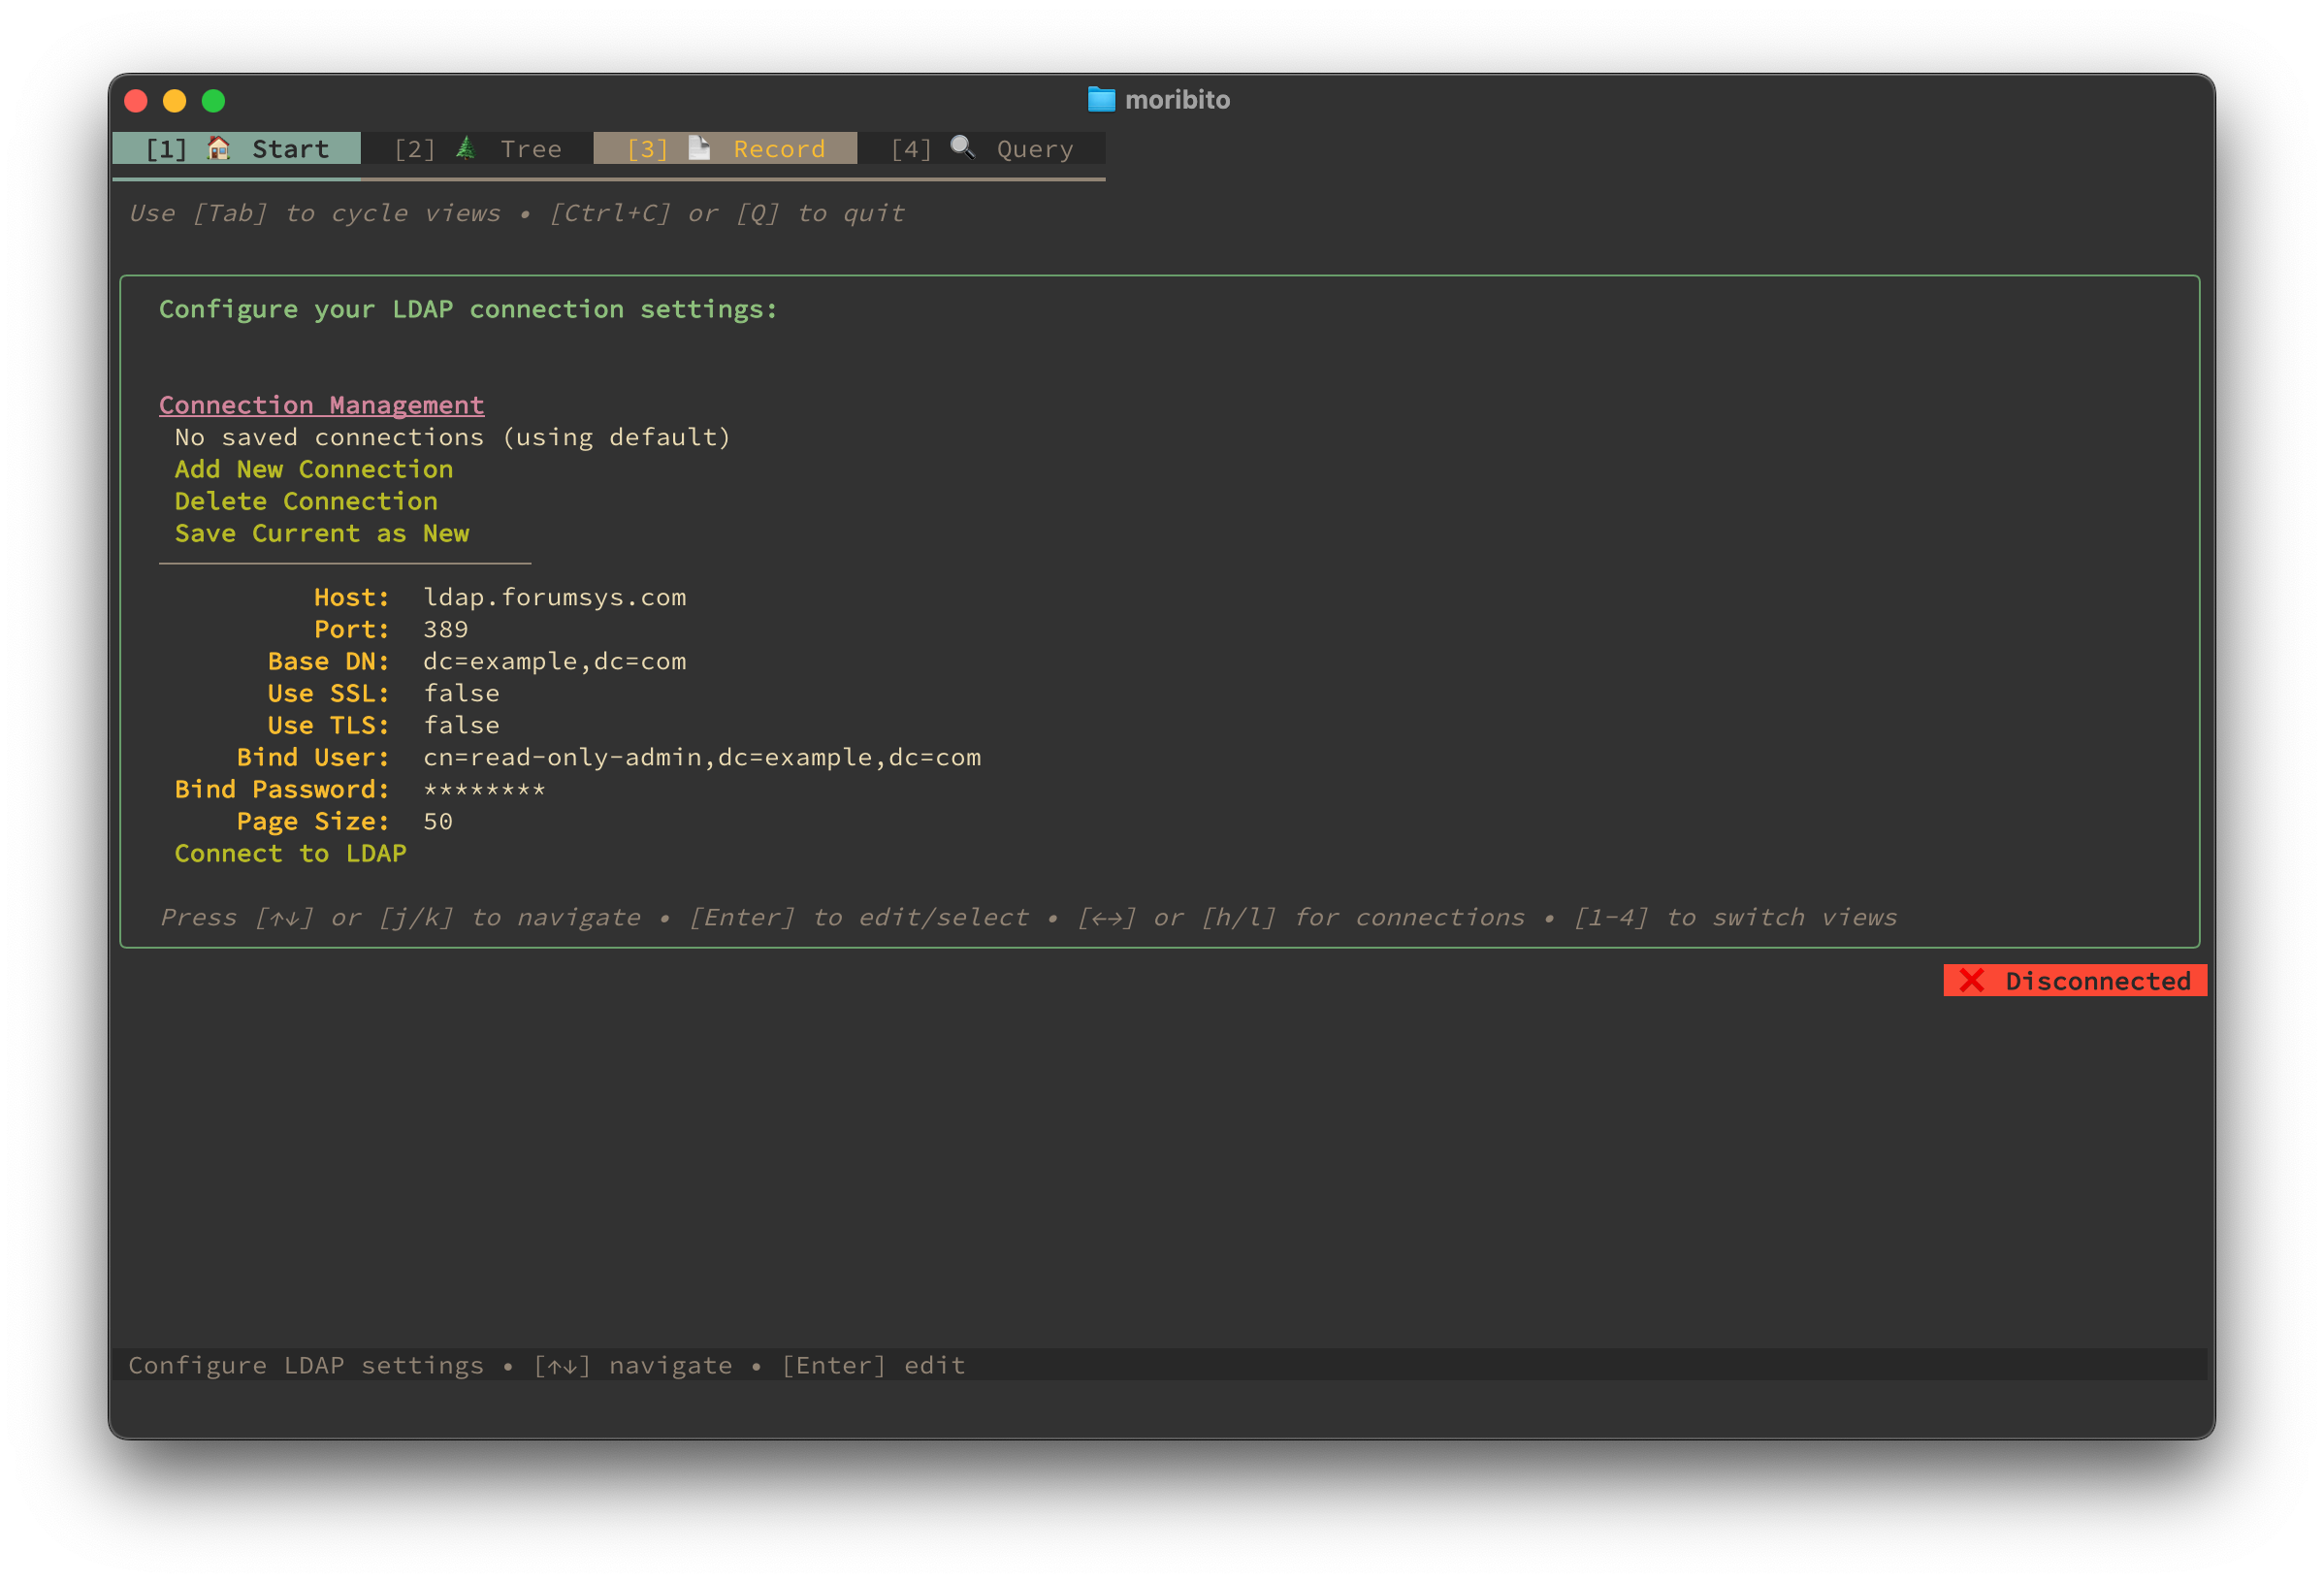 moribito
[1] 🏠 Start [2] 🌲 Tree [3] 📄 Record [4] 🔍 Query
Use [Tab] to cycle views • [Ctrl+C] or [Q] to quit
Configure your LDAP connection settings:
Connection Management
No saved connections (using default)
Add New Connection
Delete Connection
Save Current as New
Host: ldap.forumsys.com
Port: 389
Base DN: dc=example,dc=com
Use SSL: false
Use TLS: false
Bind User: cn=read-only-admin,dc=example,dc=com
Bind Password: ********
Page Size: 50
Connect to LDAP
Press [↑↓] or [j/k] to navigate • [Enter] to edit/select • [←→] or [h/l] for connections • [1-4] to switch views
❌ Disconnected
Configure LDAP settings • [↑↓] navigate • [Enter] edit